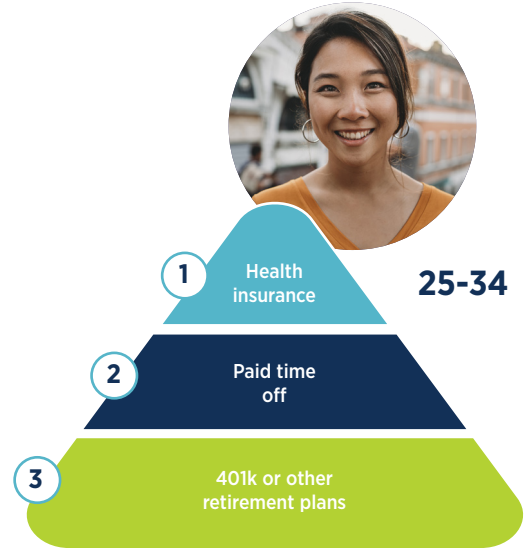 1
Health
insurance
25-34
2
Paid time
off
3
401k or other
retirement plans